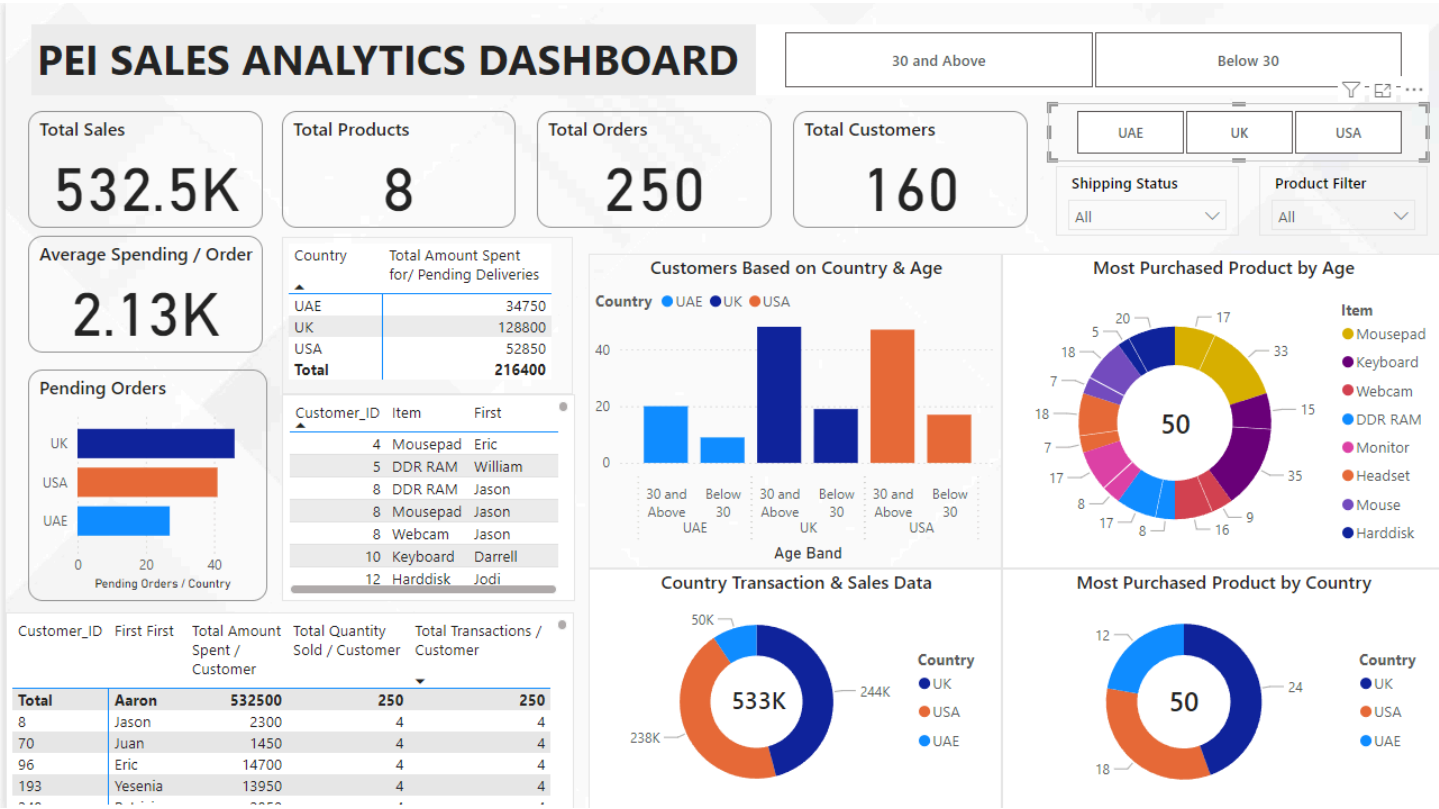 PEI SALES ANALYTICS DASHBOARD
30 and Above
Below 30
UAE
UK
USA
Total Sales
532.5K
Total Products
8
Total Orders
250
Total Customers
160
Shipping Status
All
Product Filter
All
Average Spending / Order
2.13K
Country Total Amount Spent
for/ Pending Deliveries
UAE 34750
UK 128800
USA 52850
Total 216400
Pending Orders
UK
USA
UAE
0 20 40
Pending Orders / Country
Customer_ID Item First
4 Mousepad Eric
5 DDR RAM William
8 DDR RAM Jason
8 Mousepad Jason
8 Webcam Jason
10 Keyboard Darrell
12 Harddisk Jodi
Customers Based on Country & Age
Country UAE UK USA
40
20
0
30 and Below 30 and Below 30 and Below
Above 30 Above 30 Above 30
UAE UK USA
Age Band
Most Purchased Product by Age
17
33
15
35
9
16
8
17
8
17
7
18
7
18
5
20
50
Item
Mousepad
Keyboard
Webcam
DDR RAM
Monitor
Headset
Mouse
Harddisk
Customer_ID First First Total Amount Total Quantity Total Transactions /
Spent / Sold / Customer Customer
Customer
Total Aaron 532500 250 250
8 Jason 2300 4 4
70 Juan 1450 4 4
96 Eric 14700 4 4
193 Yesenia 13950 4 4
Country Transaction & Sales Data
50K
244K
238K
533K
Country
UK
USA
UAE
Most Purchased Product by Country
12
24
18
50
Country
UK
USA
UAE